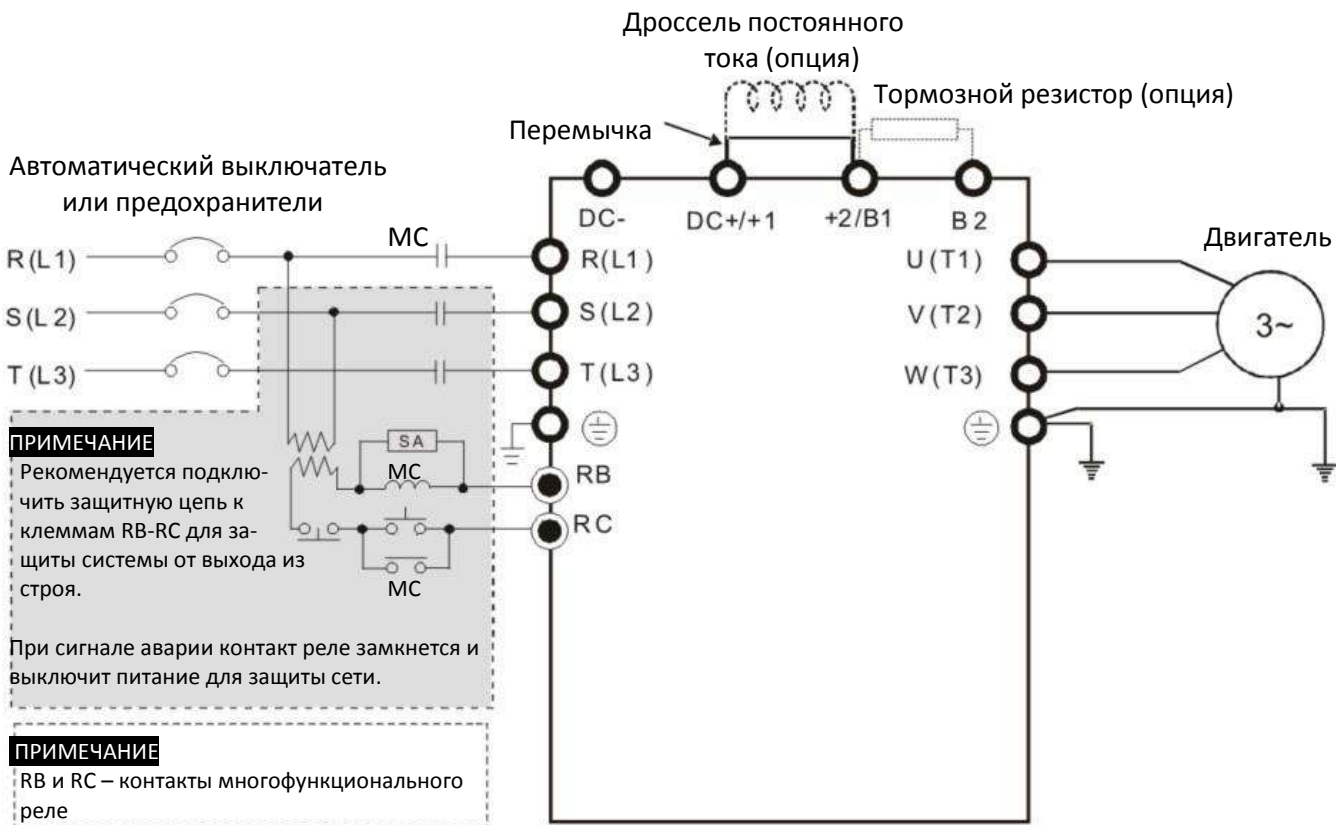 Дроссель постоянного
тока (опция)
Тормозной резистор (опция)
Перемычка
Автоматический выключатель
или предохранители
DC-
DC+/+1
+2/B1
B2
Двигатель
MC
R(L1)
R(L1)
U(T1)
S(L2)
S(L2)
V(T2)
3~
T(L3)
T(L3)
W(T3)
ПРИМЕЧАНИЕ
Рекомендуется подклю-
чить защитную цепь к
клеммам RB-RC для за-
щиты системы от выхода из
строя.
SA
MC
RB
RC
MC
При сигнале аварии контакт реле замкнется и
выключит питание для защиты сети.
ПРИМЕЧАНИЕ
RB и RC – контакты многофункционального
реле